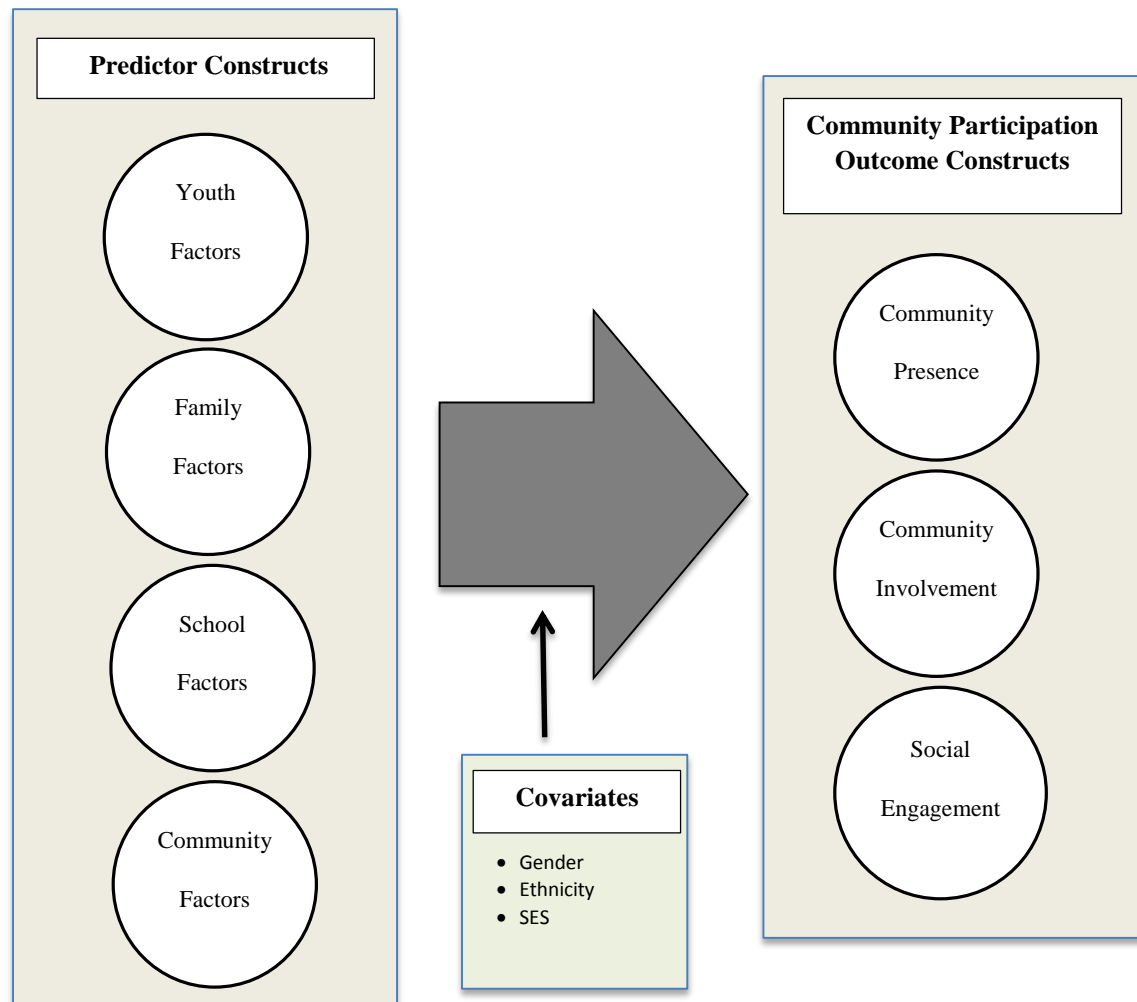 Predictor Constructs
Youth
Factors
Family
Factors
School
Factors
Community
Factors
Covariates
• Gender
• Ethnicity
• SES
Community Participation
Outcome Constructs
Community
Presence
Community
Involvement
Social
Engagement